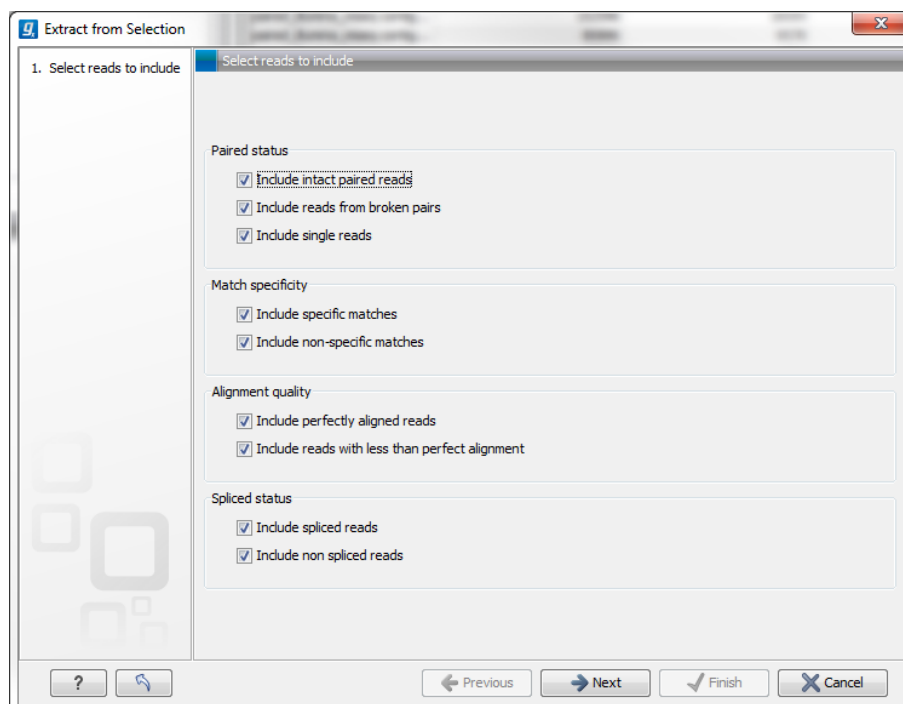 Extract from Selection
1. Select reads to include
Select reads to include
Paired status
Include intact paired reads
Include reads from broken pairs
Include single reads
Match specificity
Include specific matches
Include non-specific matches
Alignment quality
Include perfectly aligned reads
Include reads with less than perfect alignment
Spliced status
Include spliced reads
Include non spliced reads
?
Previous
Next
Finish
Cancel